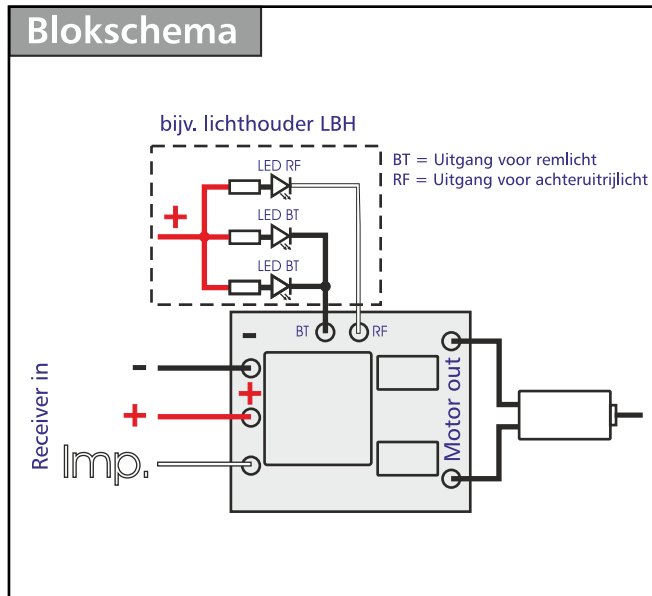 Blokschema
bijv. lichthouder LBH
BT = Uitgang voor remlicht
RF = Uitgang voor achteruitrijlicht
LED RF
+
LED BT
LED BT
BT
RF
-
-
+
+
Receiver in
Imp.
Motor out